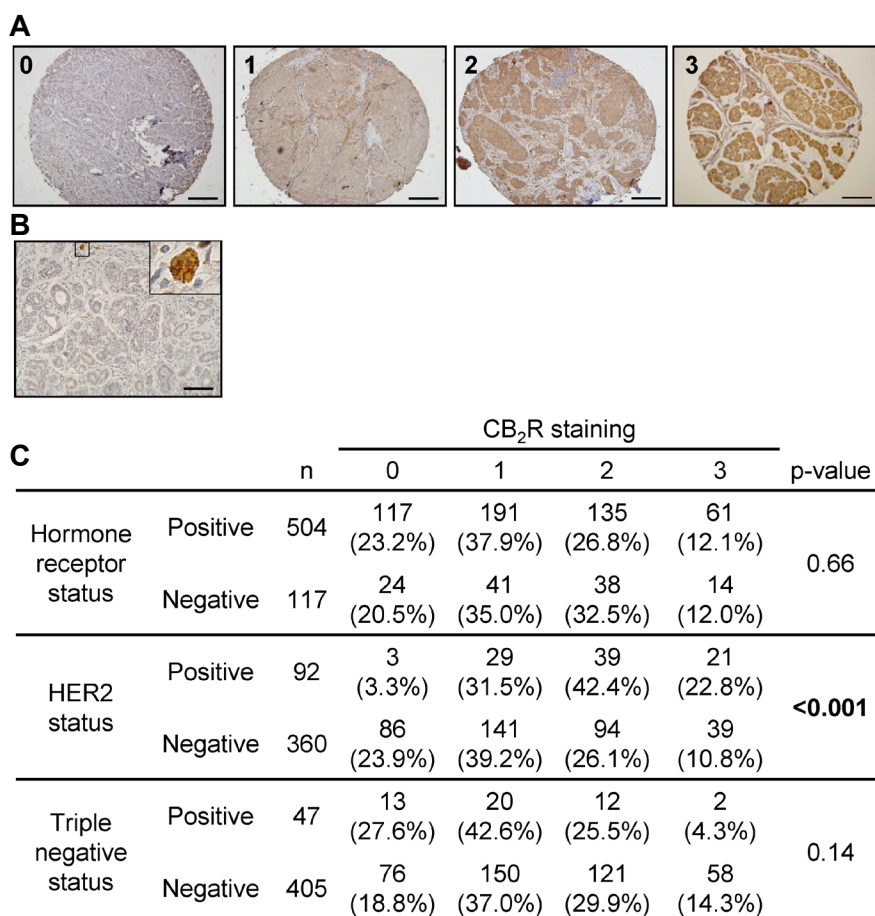 A
0 1 2 3
B
C
CB₂R staining
n 0 1 2 3 p-value
Hormone receptor status
Positive 504 117 (23.2%) 191 (37.9%) 135 (26.8%) 61 (12.1%) 0.66
Negative 117 24 (20.5%) 41 (35.0%) 38 (32.5%) 14 (12.0%)
HER2 status
Positive 92 3 (3.3%) 29 (31.5%) 39 (42.4%) 21 (22.8%) <0.001
Negative 360 86 (23.9%) 141 (39.2%) 94 (26.1%) 39 (10.8%)
Triple negative status
Positive 47 13 (27.6%) 20 (42.6%) 12 (25.5%) 2 (4.3%) 0.14
Negative 405 76 (18.8%) 150 (37.0%) 121 (29.9%) 58 (14.3%)